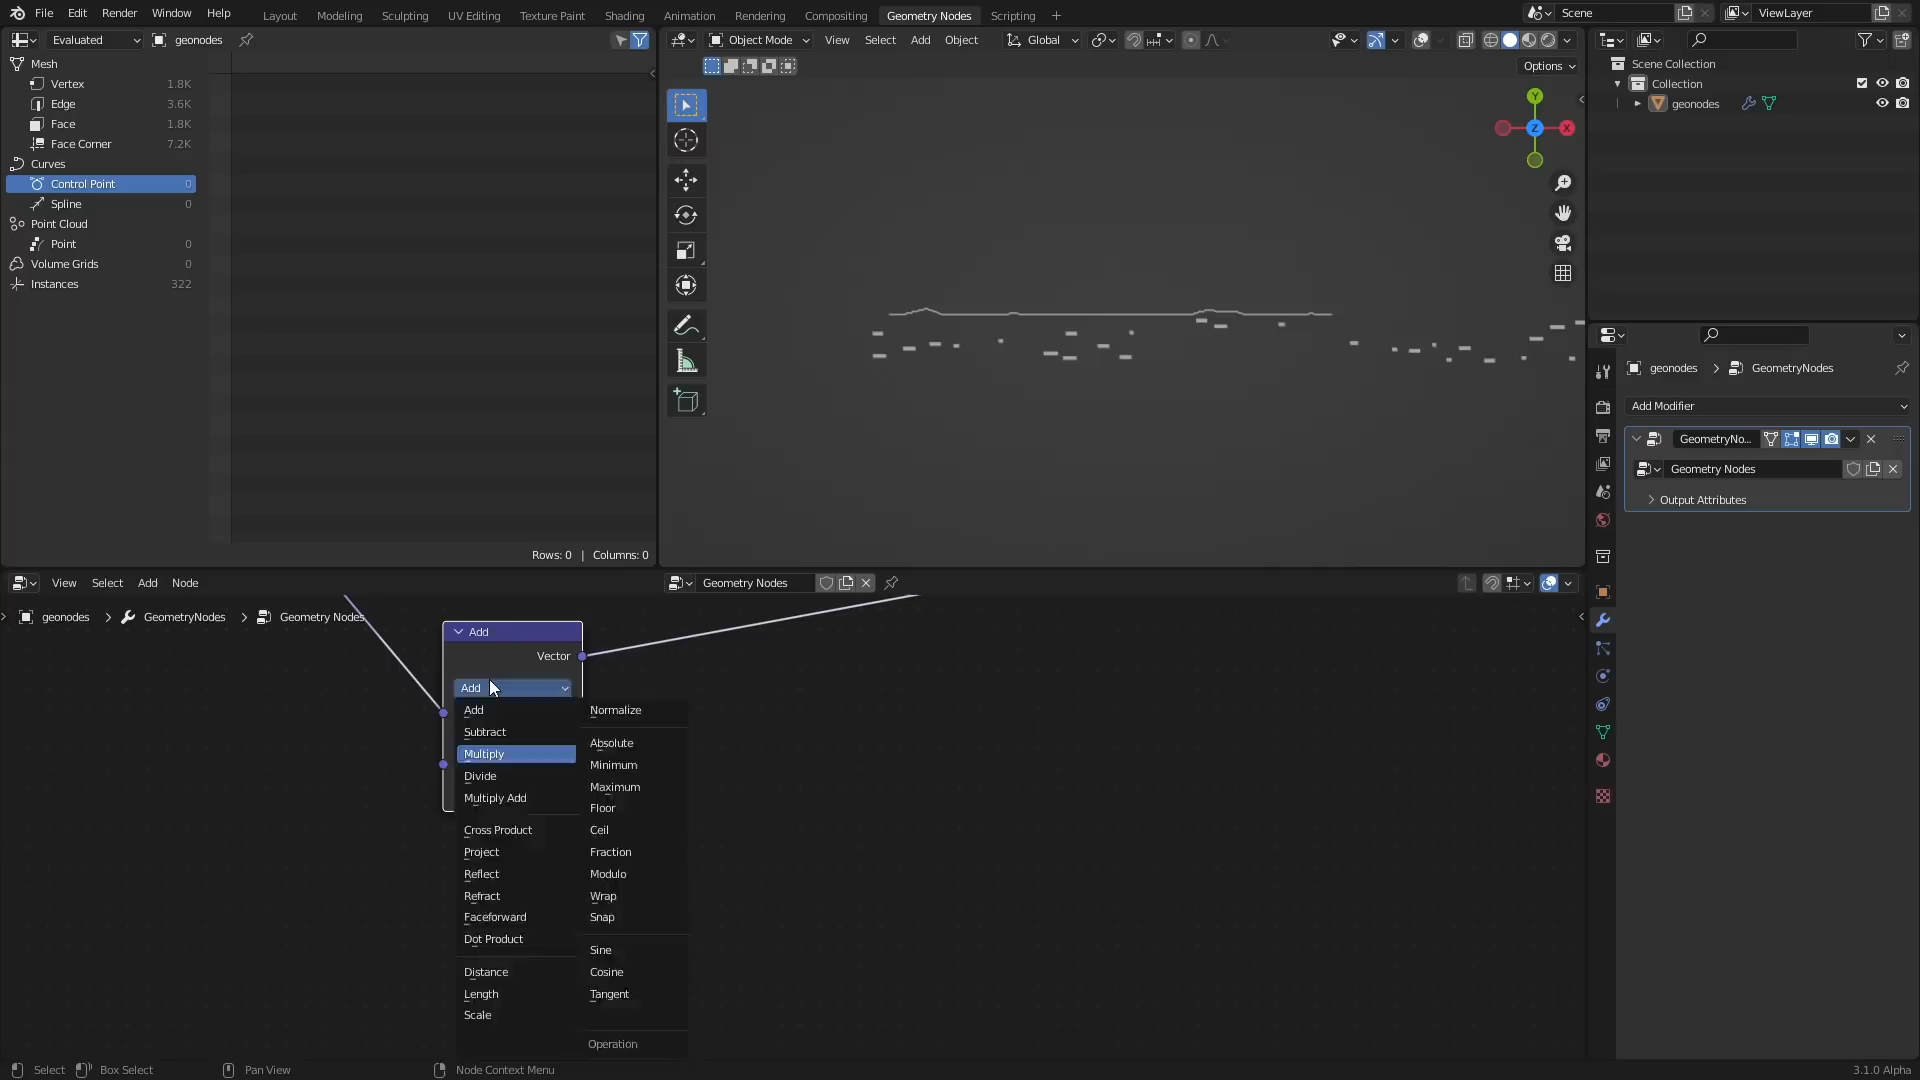 File Edit Render Window Help Layout Modeling Sculpting UV Editing Texture Paint Shading Animation Rendering Compositing Geometry Nodes Scripting + Scene ViewLayer
Evaluated geonodes
Object Mode View Select Add Object Global
Options
Mesh
Vertex 1.8K
Edge 3.6K
Face 1.8K
Face Corner 7.2K
Curves
Control Point 0
Spline 0
Point Cloud
Point 0
Volume Grids 0
Instances 322
Rows: 0 | Columns: 0
Y
Z X
Scene Collection
Collection
geonodes
geonodes > GeometryNodes
Add Modifier
GeometryNo...
Geometry Nodes
Output Attributes
View Select Add Node Geometry Nodes
geonodes > GeometryNodes > Geometry Nodes
Add
Vector
Add
Add
Subtract
Multiply
Divide
Multiply Add
Cross Product
Project
Reflect
Refract
Faceforward
Dot Product
Distance
Length
Scale
Normalize
Absolute
Minimum
Maximum
Floor
Ceil
Fraction
Modulo
Wrap
Snap
Sine
Cosine
Tangent
Operation
Select Box Select Pan View Node Context Menu 3.1.0 Alpha